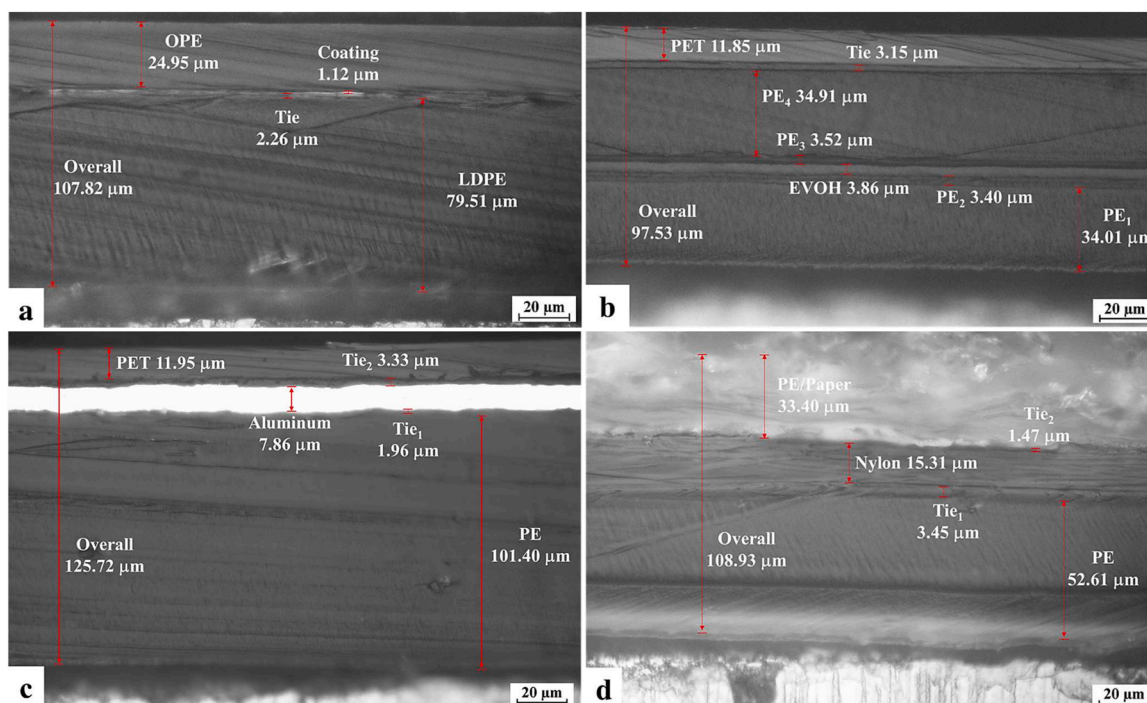 OPE
24.95 µm
Coating
1.12 µm
Tie
2.26 µm
Overall
107.82 µm
LDPE
79.51 µm
a
20 µm
PET 11.85 µm
Tie 3.15 µm
PE4 34.91 µm
PE3 3.52 µm
EVOH 3.86 µm
PE2 3.40 µm
Overall
97.53 µm
PE1
34.01 µm
b
20 µm
PET 11.95 µm
Tie2 3.33 µm
Aluminum
7.86 µm
Tie1
1.96 µm
Overall
125.72 µm
PE
101.40 µm
c
20 µm
PE/Paper
33.40 µm
Tie2
1.47 µm
Nylon 15.31 µm
Tie1
3.45 µm
Overall
108.93 µm
PE
52.61 µm
d
20 µm